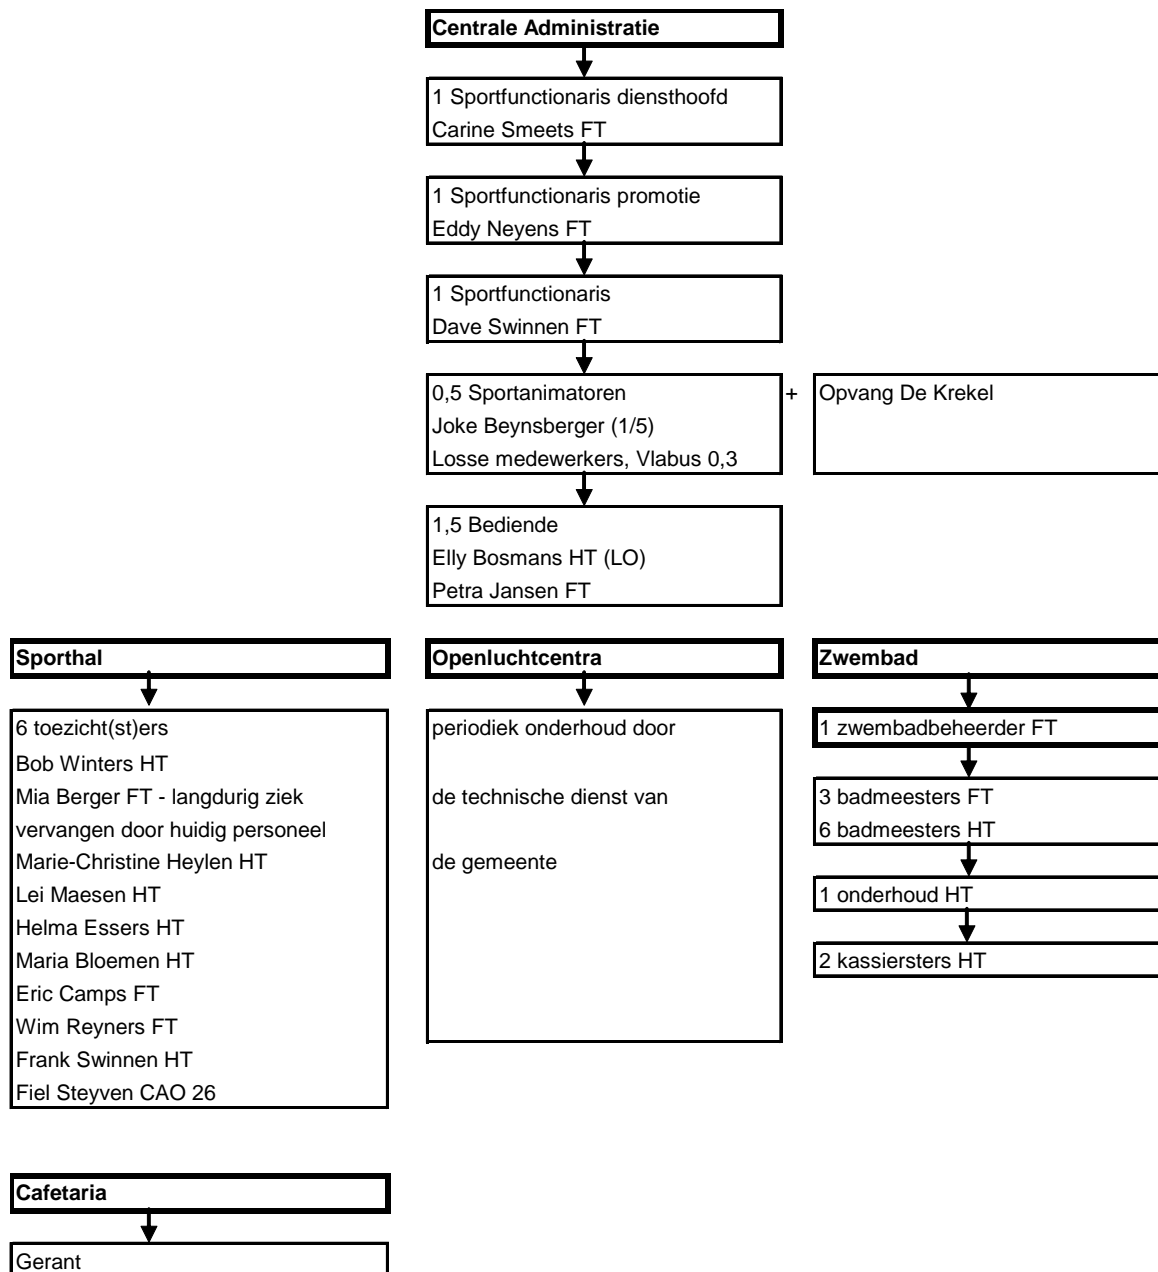 Centrale Administratie
1 Sportfunctionaris diensthoofd
Carine Smeets FT
1 Sportfunctionaris promotie
Eddy Neyens FT
1 Sportfunctionaris
Dave Swinnen FT
0,5 Sportanimatoren
Joke Beynsberger (1/5)
Losse medewerkers, Vlabus 0,3
+
Opvang De Krekel
1,5 Bediende
Elly Bosmans HT (LO)
Petra Jansen FT
Sporthal
6 toezicht(st)ers
Bob Winters HT
Mia Berger FT - langdurig ziek
vervangen door huidig personeel
Marie-Christine Heylen HT
Lei Maesen HT
Helma Essers HT
Maria Bloemen HT
Eric Camps FT
Wim Reyners FT
Frank Swinnen HT
Fiel Steyven CAO 26
Openluchtcentra
periodiek onderhoud door
de technische dienst van
de gemeente
Zwembad
1 zwembadbeheerder FT
3 badmeesters FT
6 badmeesters HT
1 onderhoud HT
2 kassiersters HT
Cafetaria
Gerant